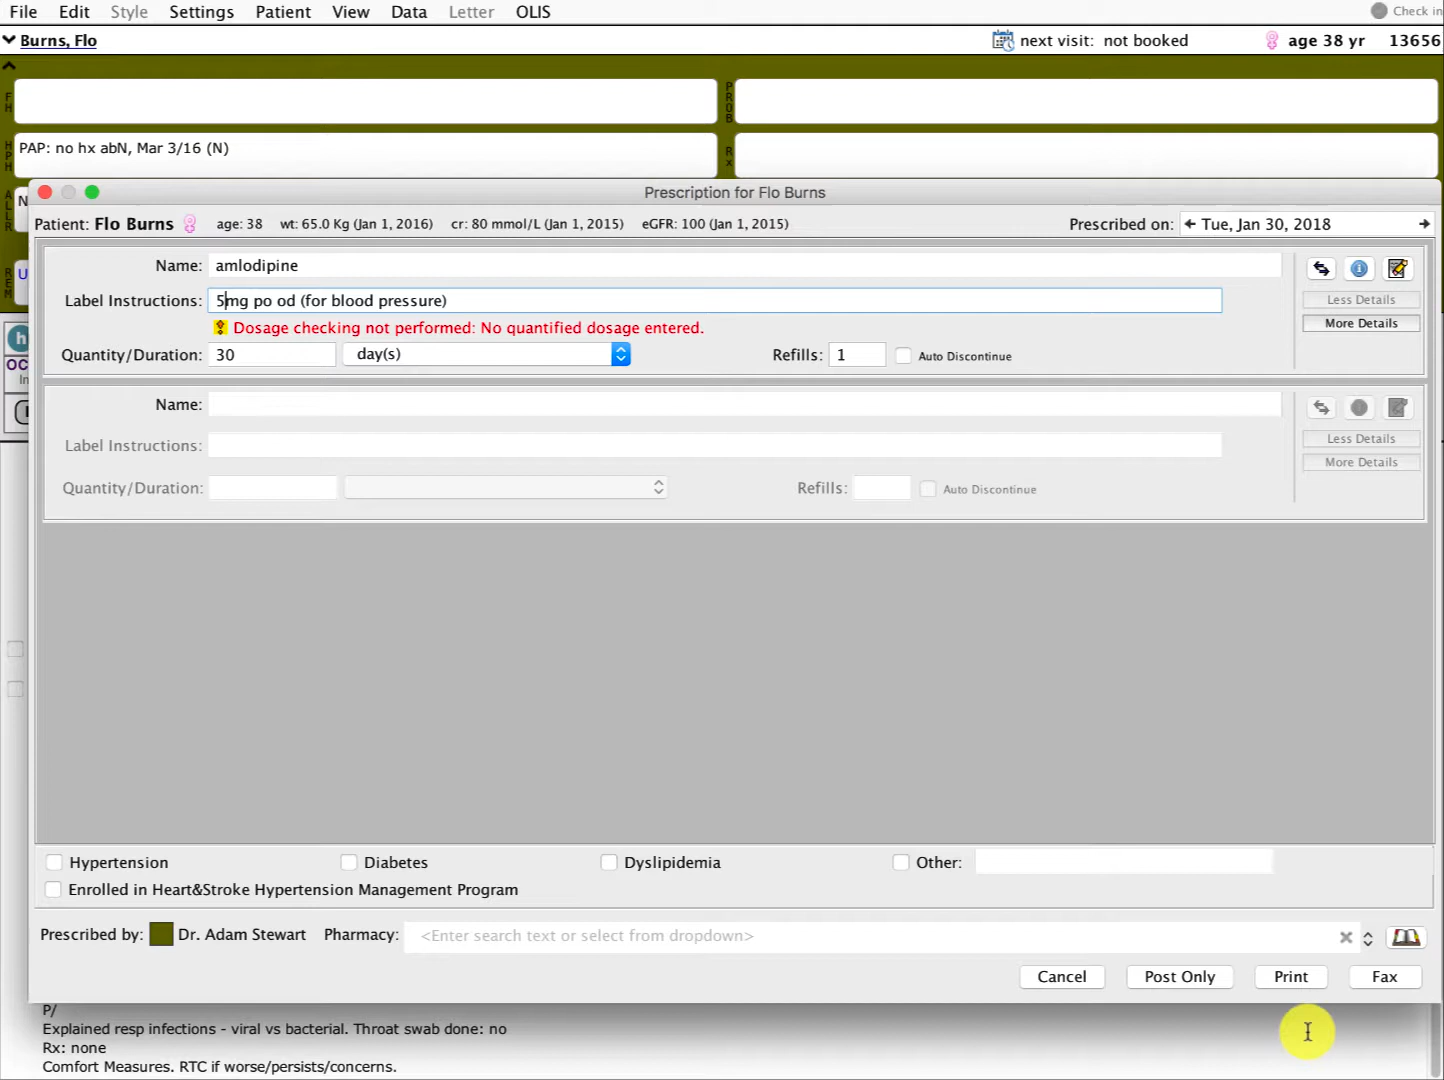 File Edit Style Settings Patient View Data Letter OLIS Check in
Burns, Flo next visit: not booked age 38 yr 13656
FH PROB
HPH PAP: no hx abN, Mar 3/16 (N) Rx
ALLR N
Prescription for Flo Burns
Patient: Flo Burns age: 38 wt: 65.0 Kg (Jan 1, 2016) cr: 80 mmol/L (Jan 1, 2015) eGFR: 100 (Jan 1, 2015) Prescribed on: Tue, Jan 30, 2018
REM U
Name: amlodipine
Label Instructions: 5mg po od (for blood pressure)
Less Details
Dosage checking not performed: No quantified dosage entered.
More Details
Quantity/Duration: 30 day(s) Refills: 1 Auto Discontinue
h
OC
In
Name:
Label Instructions:
Less Details
More Details
Quantity/Duration: Refills: Auto Discontinue
Hypertension Diabetes Dyslipidemia Other:
Enrolled in Heart&Stroke Hypertension Management Program
Prescribed by: Dr. Adam Stewart Pharmacy: <Enter search text or select from dropdown>
Cancel Post Only Print Fax
P/
Explained resp infections - viral vs bacterial. Throat swab done: no
Rx: none
Comfort Measures. RTC if worse/persists/concerns.